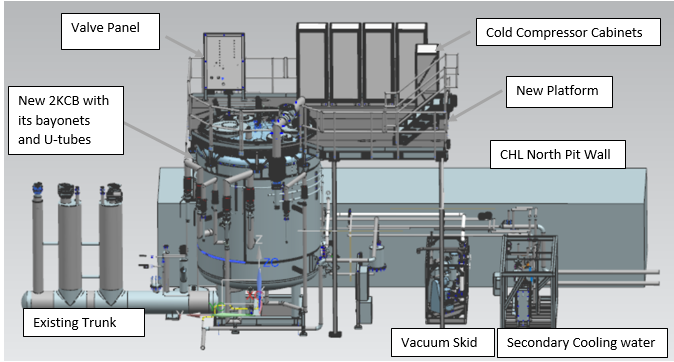 Valve Panel
Cold Compressor Cabinets
New 2KCB with
its bayonets
and U-tubes
New Platform
CHL North Pit Wall
Z
Existing Trunk
Vacuum Skid
Secondary Cooling water